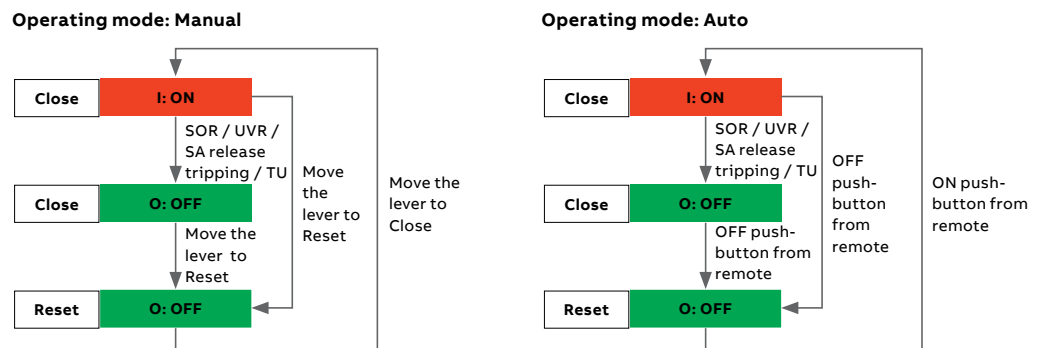 Operating mode: Manual
Close
I: ON
SOR / UVR /
SA release
tripping / TU
Move
the
lever to
Reset
Move the
lever to
Close
Close
O: OFF
Move the
lever to
Reset
Reset
O: OFF
Operating mode: Auto
Close
I: ON
SOR / UVR /
SA release
tripping / TU
OFF
push-
button
from
remote
ON push-
button from
remote
Close
O: OFF
OFF push-
button from
remote
Reset
O: OFF